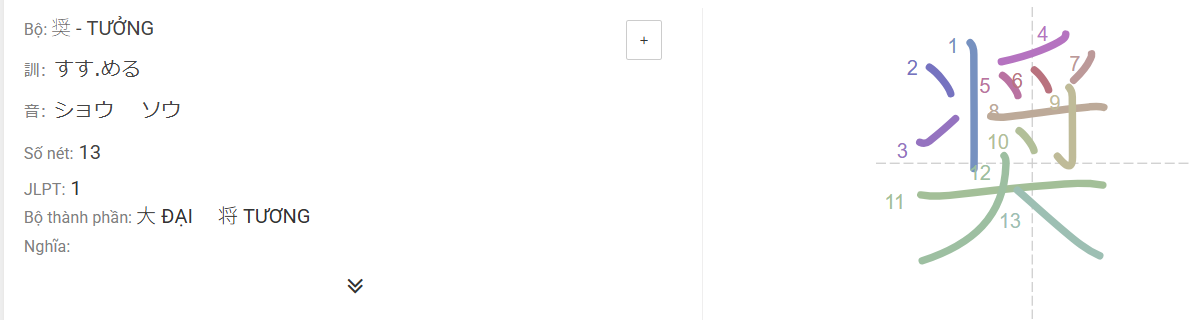 Bộ: 奨 - TƯỞNG
+
訓: すす.める
音: ショウ ソウ
Số nét: 13
JLPT: 1
Bộ thành phần: 大 ĐẠI 将 TƯƠNG
Nghĩa:
奨
1
2
3
4
5
6
7
8
9
10
11
12
13